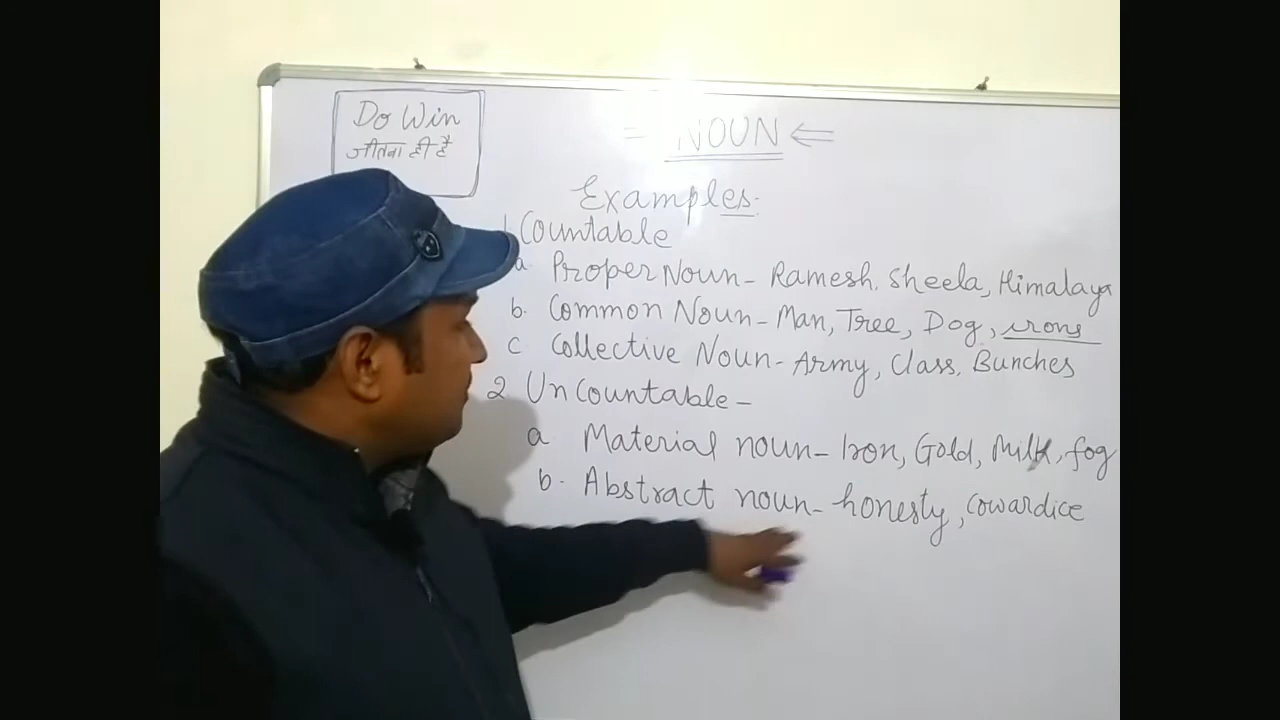 Do Win
जीतना ही है
= NOUN <=
Examples:
1. Countable
a. Proper Noun - Ramesh, Sheela, Himalaya
b. Common Noun - Man, Tree, Dog, irons
c Collective Noun - Army, Class, Bunches
2 Uncountable -
a. Material noun - Iron, Gold, Milk, fog
b. Abstract noun - honesty, cowardice